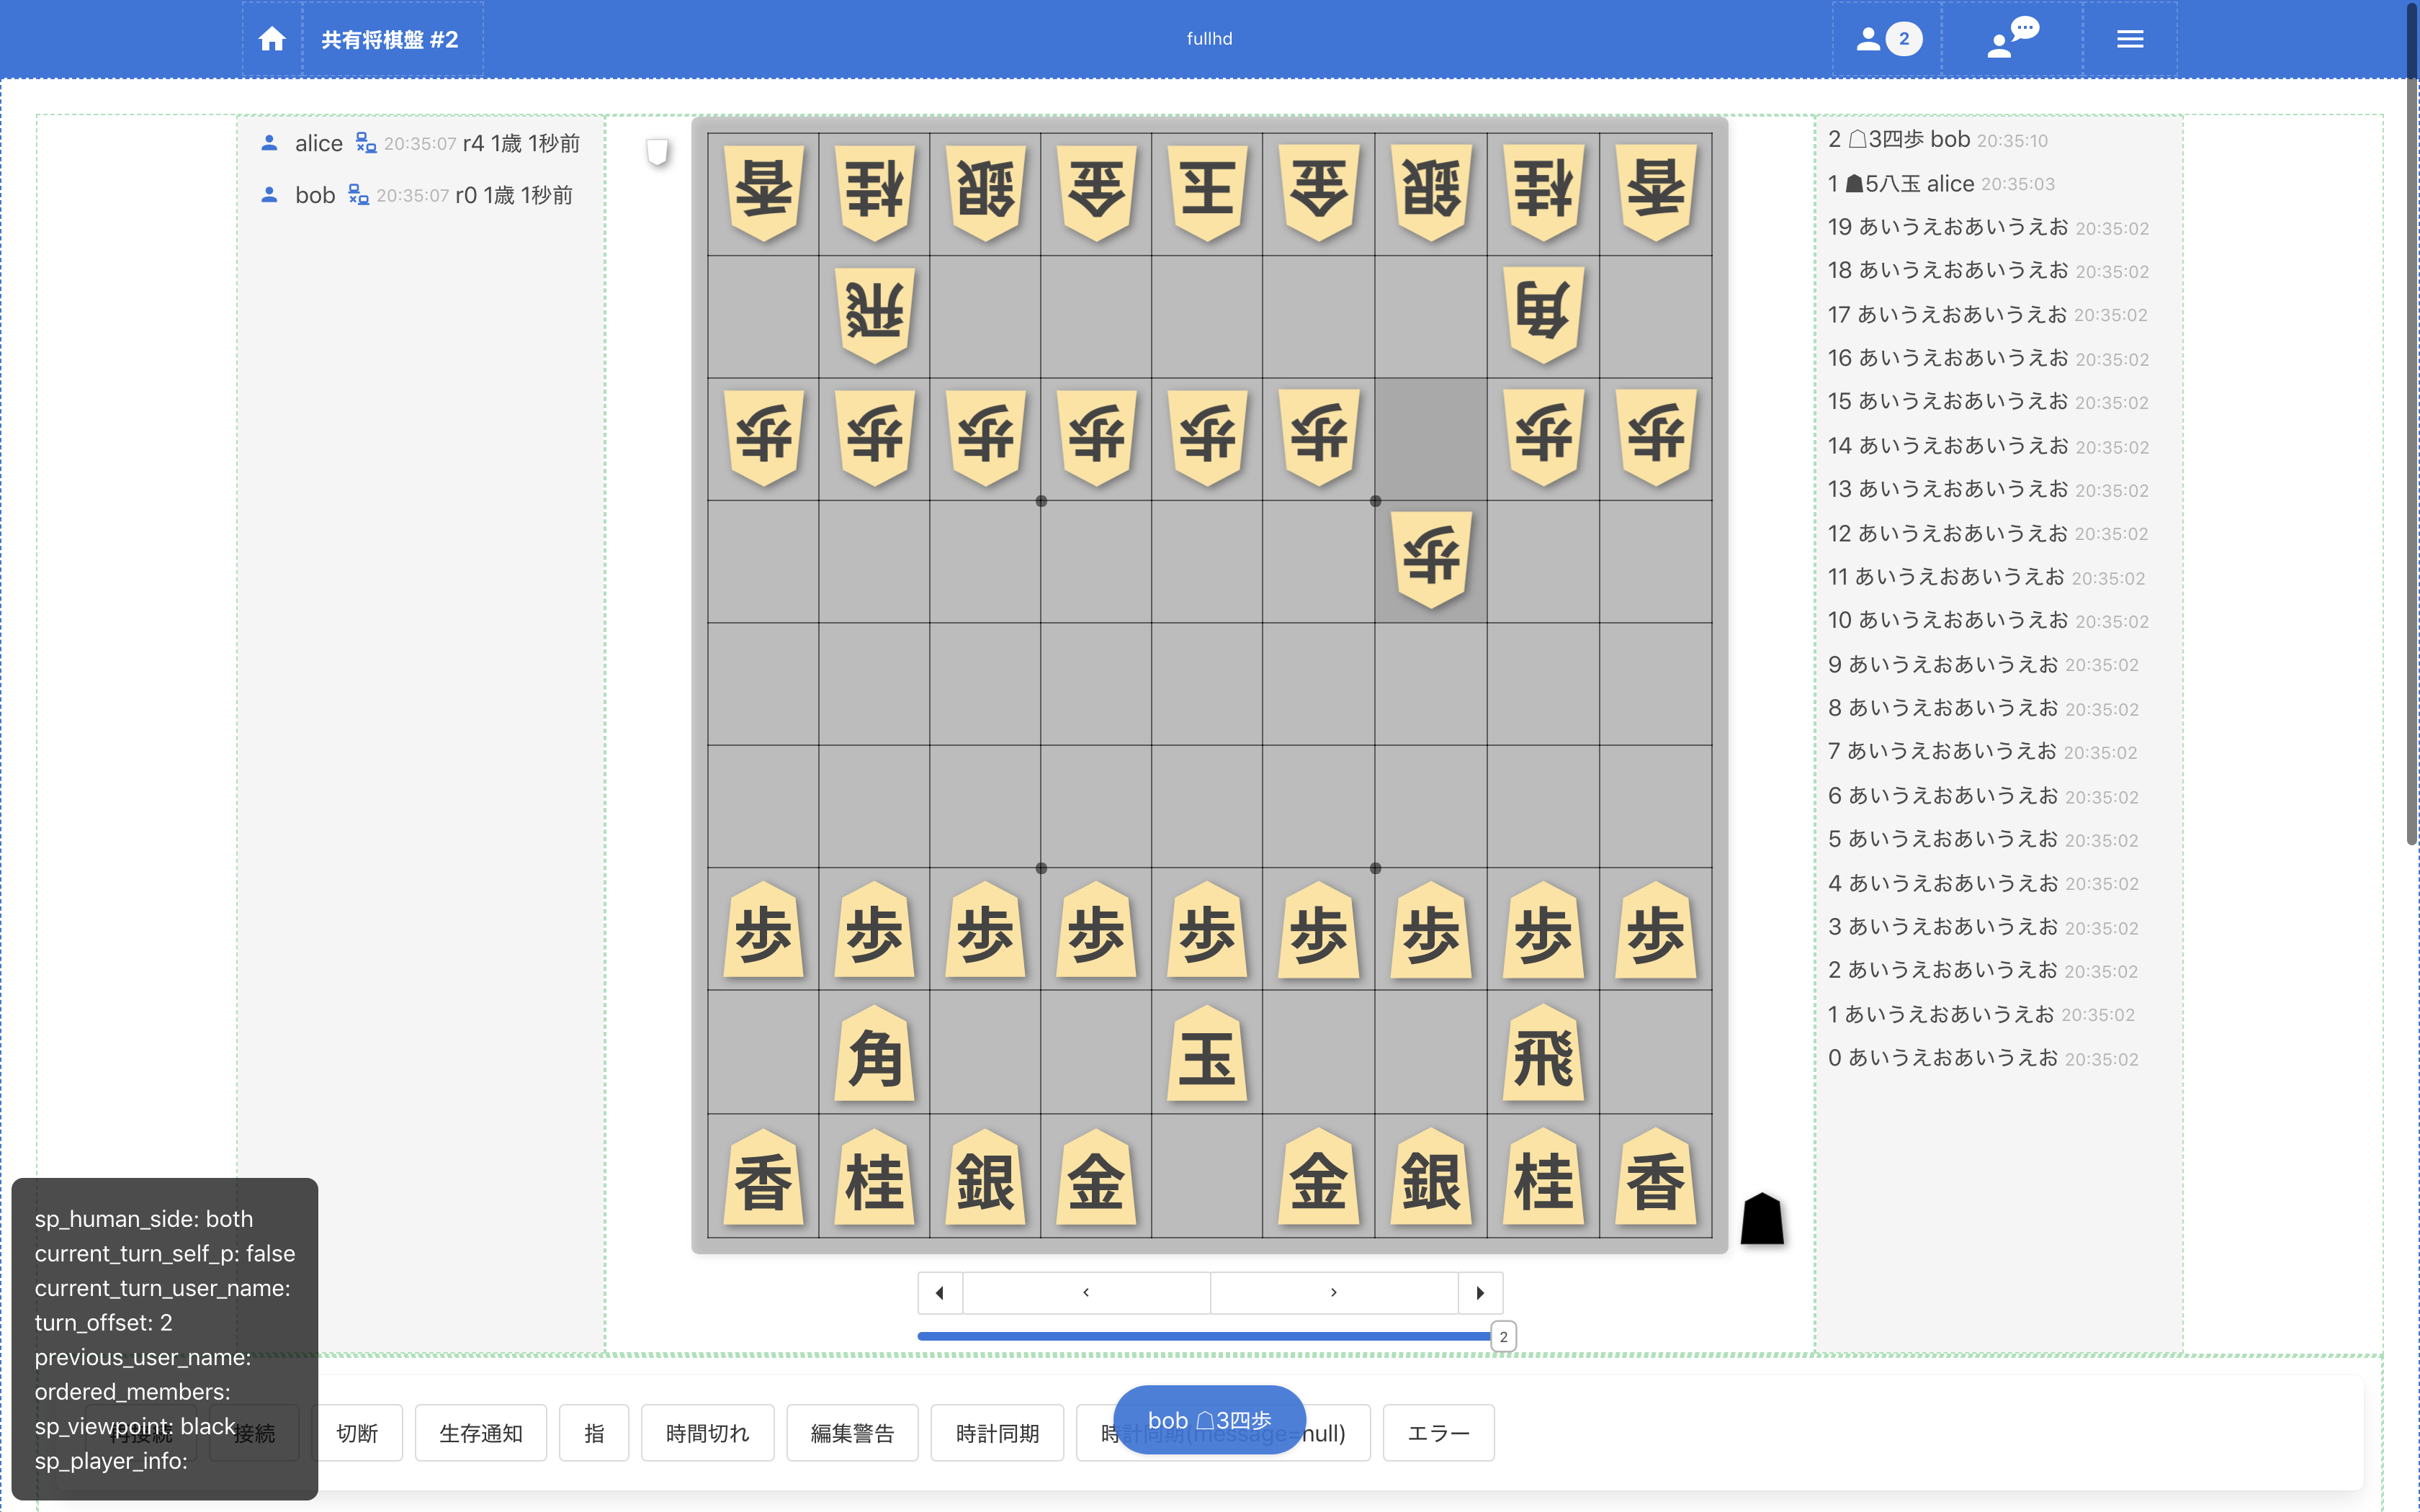 共有将棋盤 #2
fullhd
2
alice 20:35:07 r4 1歳 1秒前
bob 20:35:07 r0 1歳 1秒前
香 桂 銀 金 玉 金 銀 桂 香
飛 角
歩 歩 歩 歩 歩 歩 歩 歩
歩
歩 歩 歩 歩 歩 歩 歩 歩 歩
角 玉 飛
香 桂 銀 金 金 銀 桂 香
2
2 ☖3四歩 bob 20:35:10
1 ☗5八玉 alice 20:35:03
19 あいうえおあいうえお 20:35:02
18 あいうえおあいうえお 20:35:02
17 あいうえおあいうえお 20:35:02
16 あいうえおあいうえお 20:35:02
15 あいうえおあいうえお 20:35:02
14 あいうえおあいうえお 20:35:02
13 あいうえおあいうえお 20:35:02
12 あいうえおあいうえお 20:35:02
11 あいうえおあいうえお 20:35:02
10 あいうえおあいうえお 20:35:02
9 あいうえおあいうえお 20:35:02
8 あいうえおあいうえお 20:35:02
7 あいうえおあいうえお 20:35:02
6 あいうえおあいうえお 20:35:02
5 あいうえおあいうえお 20:35:02
4 あいうえおあいうえお 20:35:02
3 あいうえおあいうえお 20:35:02
2 あいうえおあいうえお 20:35:02
1 あいうえおあいうえお 20:35:02
0 あいうえおあいうえお 20:35:02
sp_human_side: both
current_turn_self_p: false
current_turn_user_name:
turn_offset: 2
previous_user_name:
ordered_members:
sp_viewpoint: black
sp_player_info:
再接続 接続 切断 生存通知 指 時間切れ 編集警告 時計同期 時計同期(message=null) エラー
bob ☖3四歩